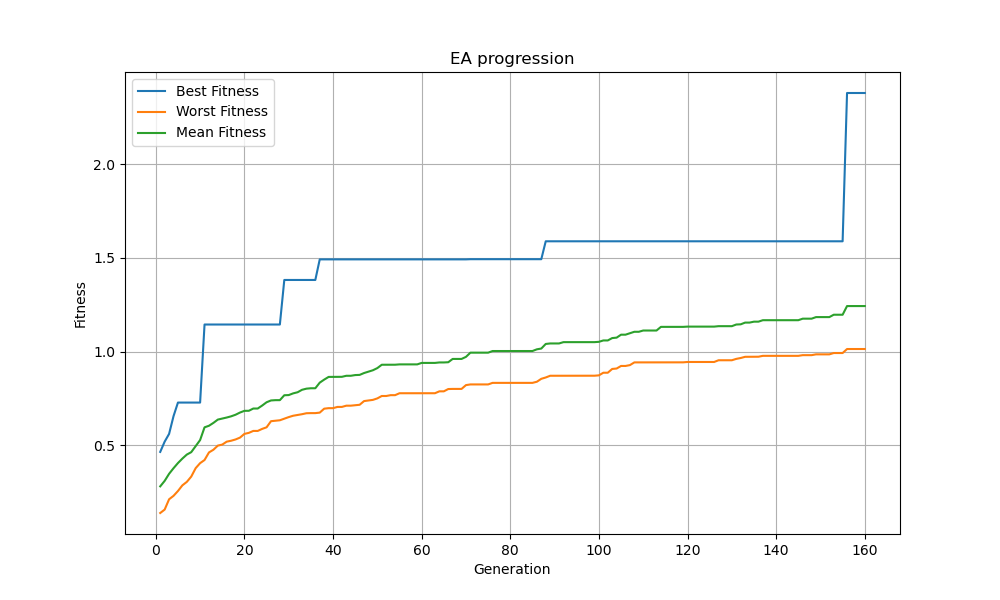 EA progression
Best Fitness
Worst Fitness
Mean Fitness
Fitness
2.0
1.5
1.0
0.5
0 20 40 60 80 100 120 140 160
Generation